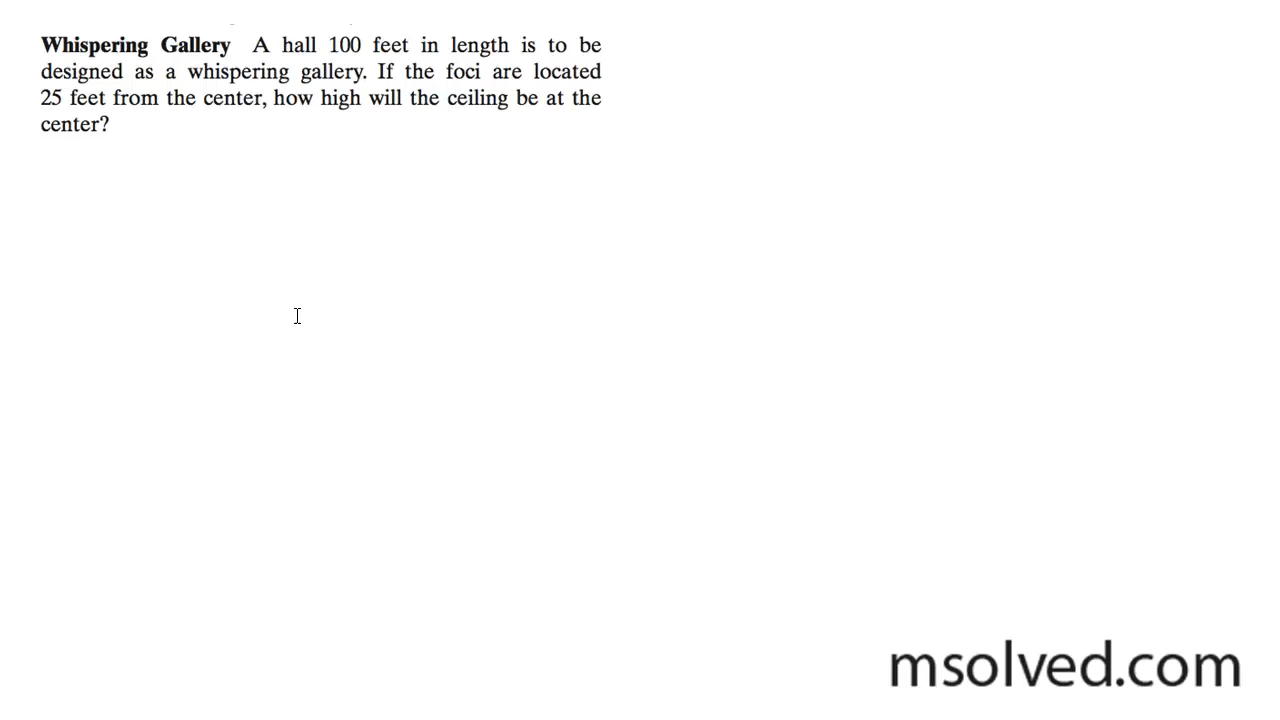 Whispering Gallery A hall 100 feet in length is to be
designed as a whispering gallery. If the foci are located
25 feet from the center, how high will the ceiling be at the
center?
msolved.com